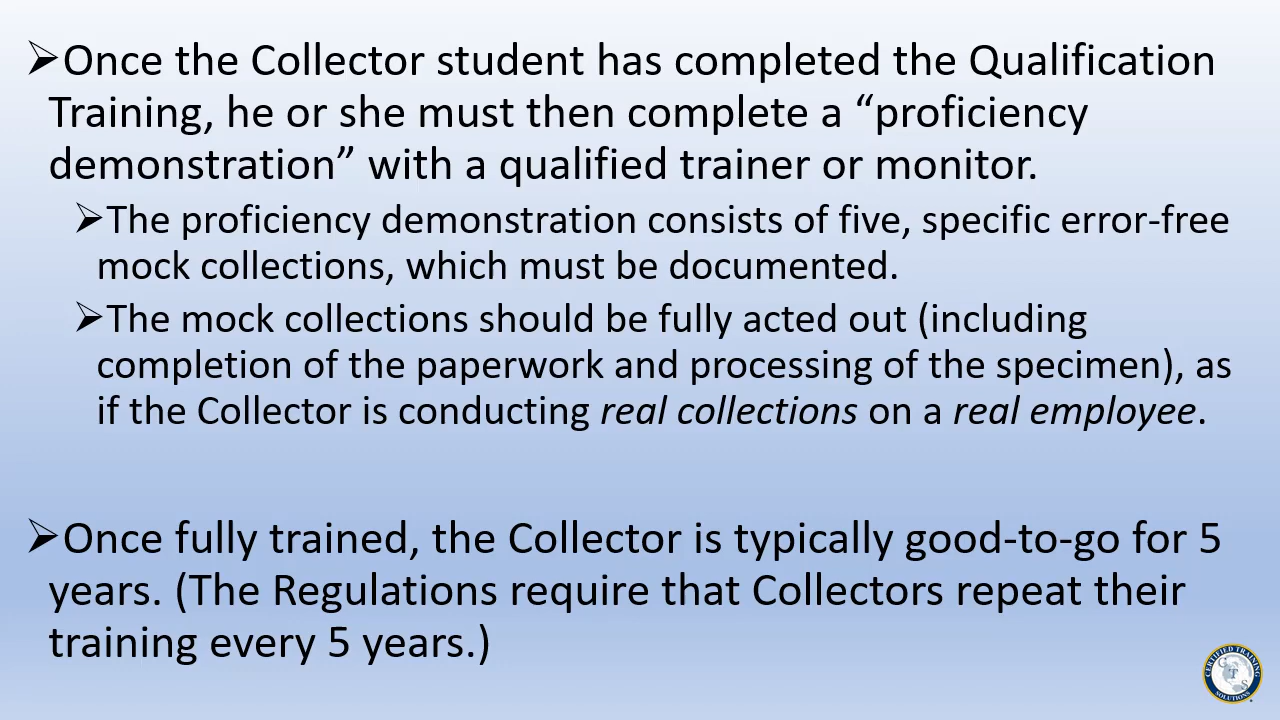 ➢Once the Collector student has completed the Qualification
Training, he or she must then complete a “proficiency
demonstration” with a qualified trainer or monitor.
➢The proficiency demonstration consists of five, specific error-free
mock collections, which must be documented.
➢The mock collections should be fully acted out (including
completion of the paperwork and processing of the specimen), as
if the Collector is conducting real collections on a real employee.
➢Once fully trained, the Collector is typically good-to-go for 5
years. (The Regulations require that Collectors repeat their
training every 5 years.)
CERTIFIED TRAINING
C
T
S
SOLUTIONS